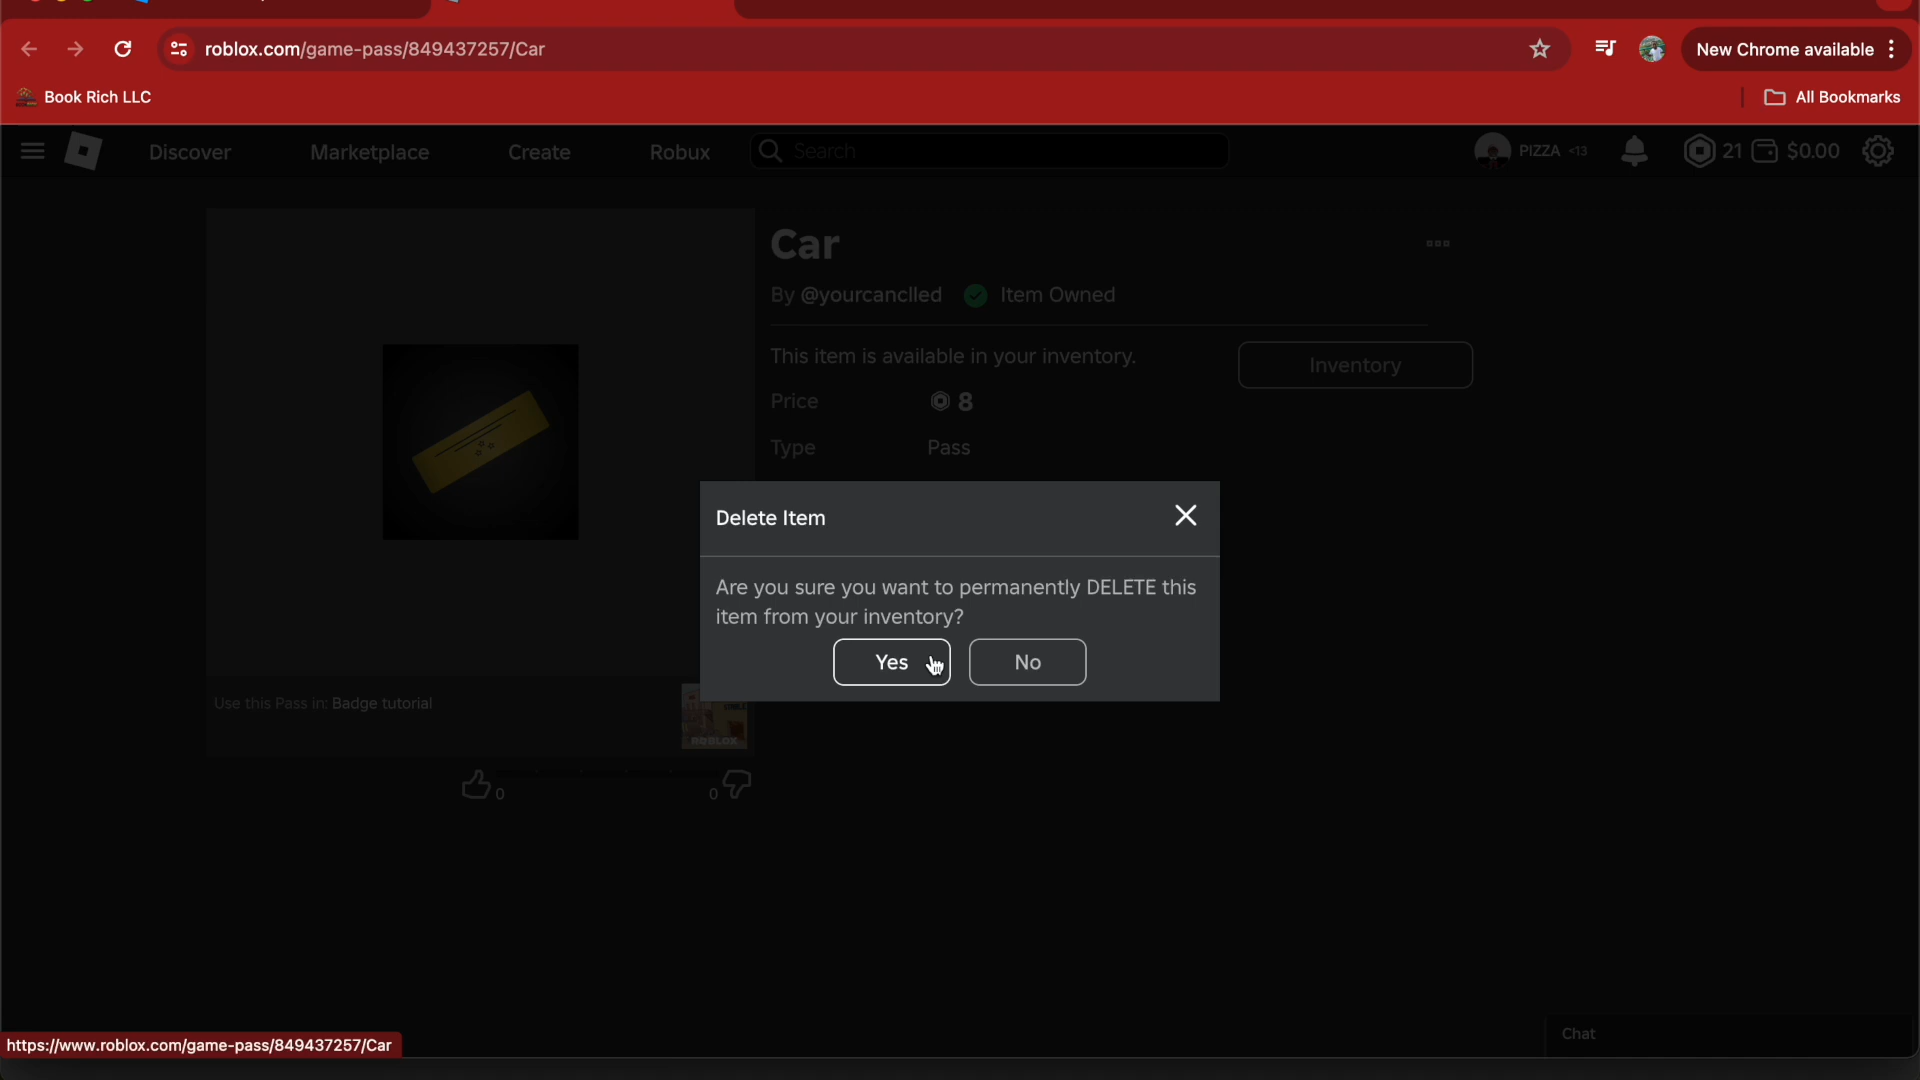 roblox.com/game-pass/849437257/Car
New Chrome available
Book Rich LLC
All Bookmarks
Discover
Marketplace
Create
Robux
Search
PIZZA <13
21
$0.00
Car
By @yourcanclled
Item Owned
This item is available in your inventory.
Inventory
Price
8
Type
Pass
Delete Item
Are you sure you want to permanently DELETE this
item from your inventory?
Yes
No
Use this Pass in: Badge tutorial
ROBLOX
0
0
Chat
https://www.roblox.com/game-pass/849437257/Car